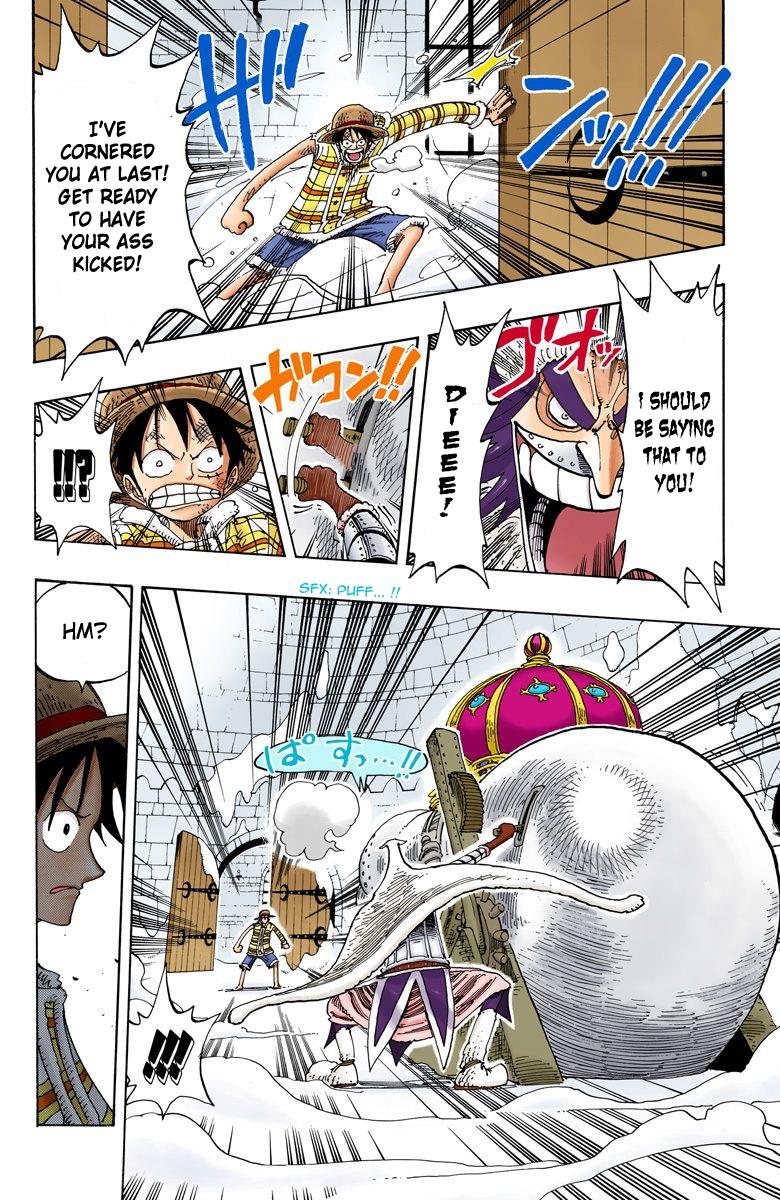 ザ
ンッ!!!!
I'VE
CORNERED
YOU AT LAST!
GET READY
TO HAVE
YOUR ASS
KICKED!
I SHOULD
BE SAYING
THAT TO
YOU!
ゴオッ
DIEEE!
ガコン!!
!!?
SFX: PUFF... !!
HM?
ぱすっ…!!
!!!